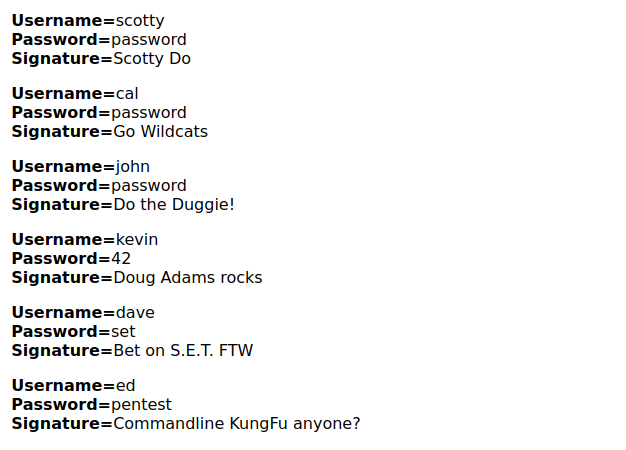 Username=scotty
Password=password
Signature=Scotty Do
Username=cal
Password=password
Signature=Go Wildcats
Username=john
Password=password
Signature=Do the Duggie!
Username=kevin
Password=42
Signature=Doug Adams rocks
Username=dave
Password=set
Signature=Bet on S.E.T. FTW
Username=ed
Password=pentest
Signature=Commandline KungFu anyone?